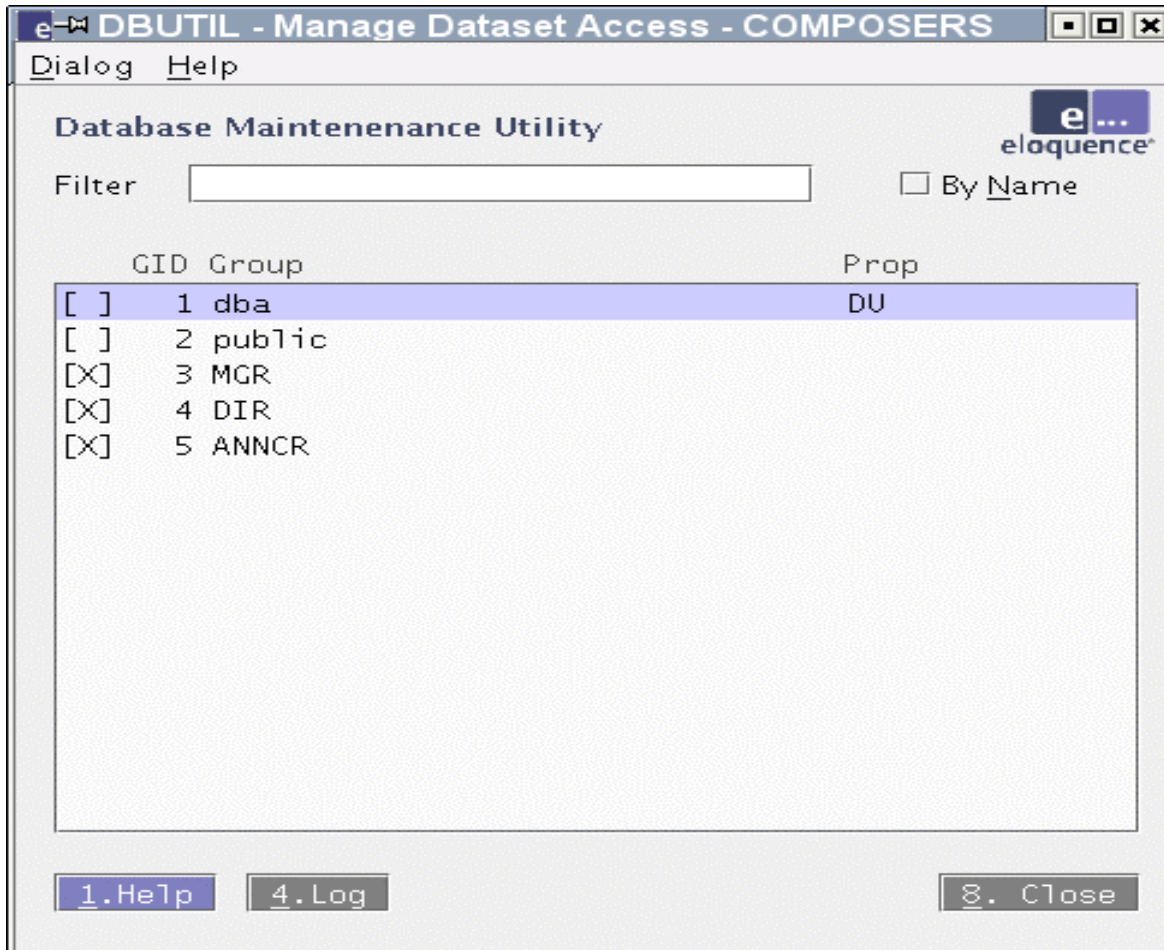 e DBUTIL - Manage Dataset Access - COMPOSERS
Dialog Help
Database Maintenenance Utility
e...
eloquence
Filter
By Name
GID Group Prop
[ ] 1 dba DU
[ ] 2 public
[X] 3 MGR
[X] 4 DIR
[X] 5 ANNCR
1.Help 4.Log 8. Close